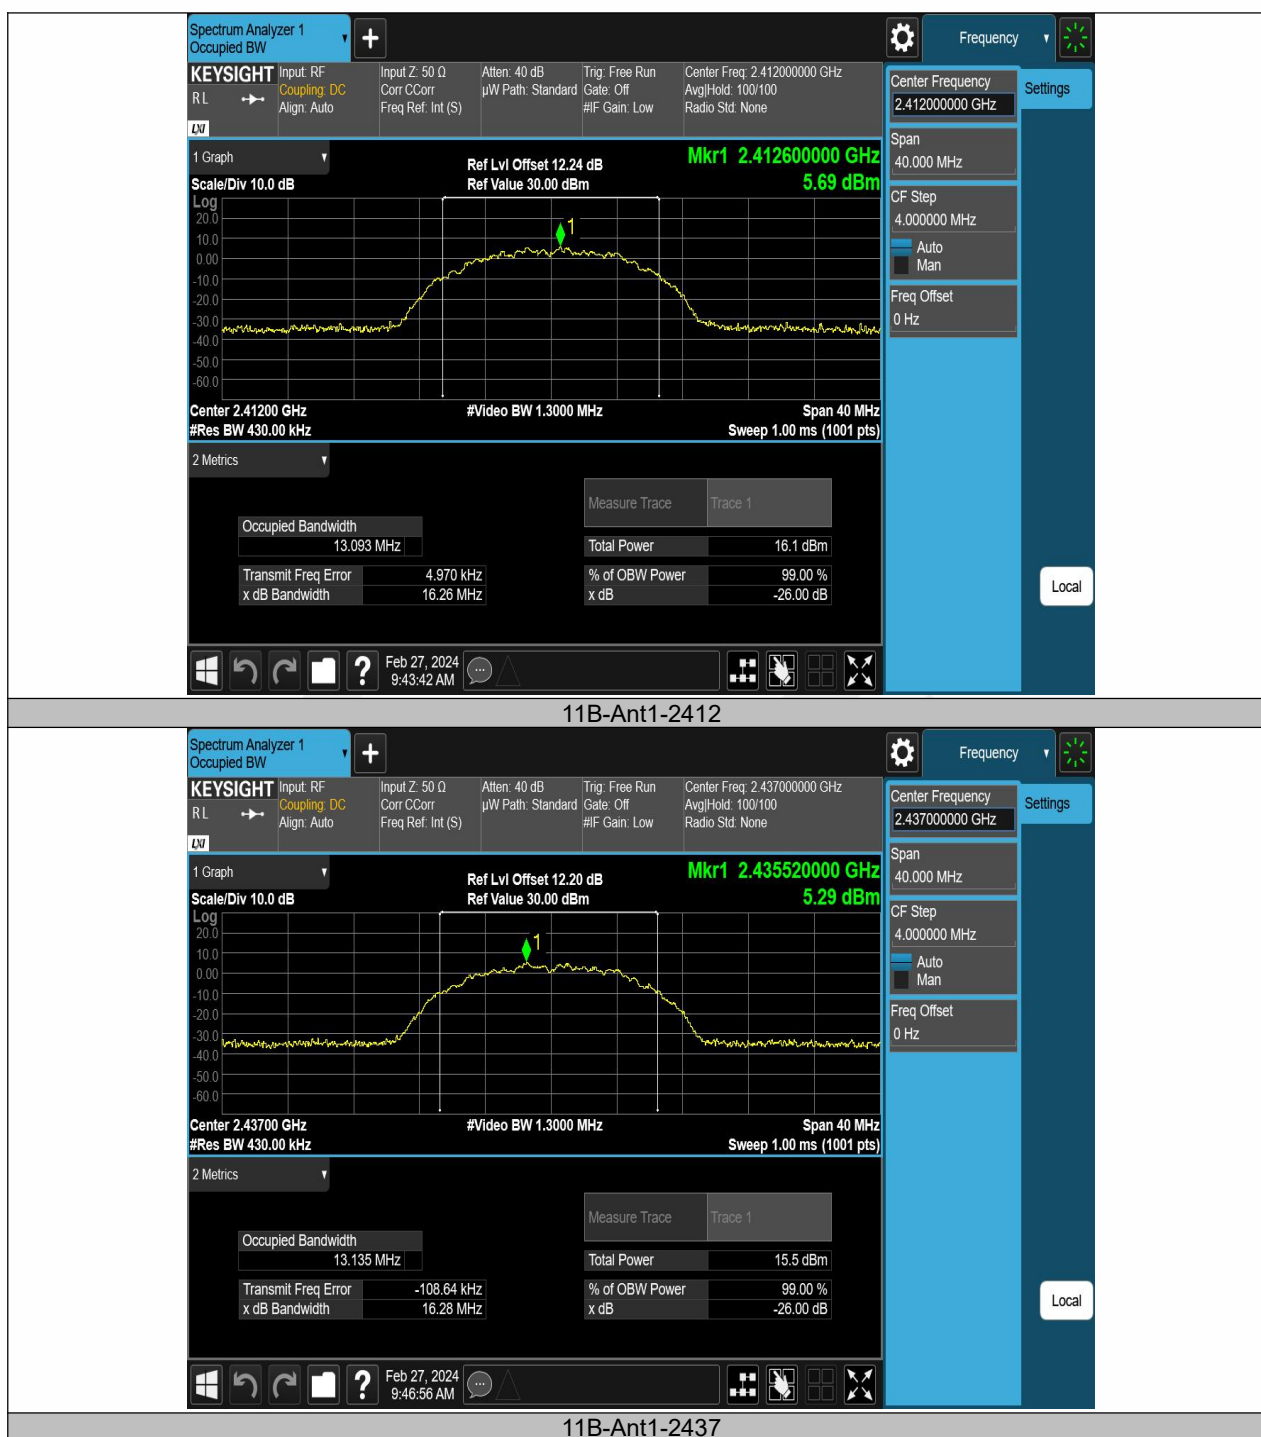 Spectrum Analyzer 1
Occupied BW
Frequency
KEYSIGHT
R L
LXI
Input: RF
Coupling: DC
Align: Auto
Input Z: 50 Ω
Corr CCorr
Freq Ref: Int (S)
Atten: 40 dB
µW Path: Standard
Trig: Free Run
Gate: Off
#IF Gain: Low
Center Freq: 2.412000000 GHz
Avg|Hold: 100/100
Radio Std: None
Center Frequency
2.412000000 GHz
Settings
Span
40.000 MHz
CF Step
4.000000 MHz
Auto
Man
Freq Offset
0 Hz
Local
1 Graph
Scale/Div 10.0 dB
Ref Lvl Offset 12.24 dB
Ref Value 30.00 dBm
Mkr1 2.412600000 GHz
5.69 dBm
Log
20.0
10.0
0.00
-10.0
-20.0
-30.0
-40.0
-50.0
-60.0
1
Center 2.41200 GHz
#Res BW 430.00 kHz
#Video BW 1.3000 MHz
Span 40 MHz
Sweep 1.00 ms (1001 pts)
2 Metrics
Measure Trace
Trace 1
Occupied Bandwidth
13.093 MHz
Total Power
16.1 dBm
Transmit Freq Error
4.970 kHz
% of OBW Power
99.00 %
x dB Bandwidth
16.26 MHz
x dB
-26.00 dB
?
Feb 27, 2024
9:43:42 AM
11B-Ant1-2412
Spectrum Analyzer 1
Occupied BW
Frequency
KEYSIGHT
R L
LXI
Input: RF
Coupling: DC
Align: Auto
Input Z: 50 Ω
Corr CCorr
Freq Ref: Int (S)
Atten: 40 dB
µW Path: Standard
Trig: Free Run
Gate: Off
#IF Gain: Low
Center Freq: 2.437000000 GHz
Avg|Hold: 100/100
Radio Std: None
Center Frequency
2.437000000 GHz
Settings
Span
40.000 MHz
CF Step
4.000000 MHz
Auto
Man
Freq Offset
0 Hz
Local
1 Graph
Scale/Div 10.0 dB
Ref Lvl Offset 12.20 dB
Ref Value 30.00 dBm
Mkr1 2.435520000 GHz
5.29 dBm
Log
20.0
10.0
0.00
-10.0
-20.0
-30.0
-40.0
-50.0
-60.0
1
Center 2.43700 GHz
#Res BW 430.00 kHz
#Video BW 1.3000 MHz
Span 40 MHz
Sweep 1.00 ms (1001 pts)
2 Metrics
Measure Trace
Trace 1
Occupied Bandwidth
13.135 MHz
Total Power
15.5 dBm
Transmit Freq Error
-108.64 kHz
% of OBW Power
99.00 %
x dB Bandwidth
16.28 MHz
x dB
-26.00 dB
?
Feb 27, 2024
9:46:56 AM
11B-Ant1-2437